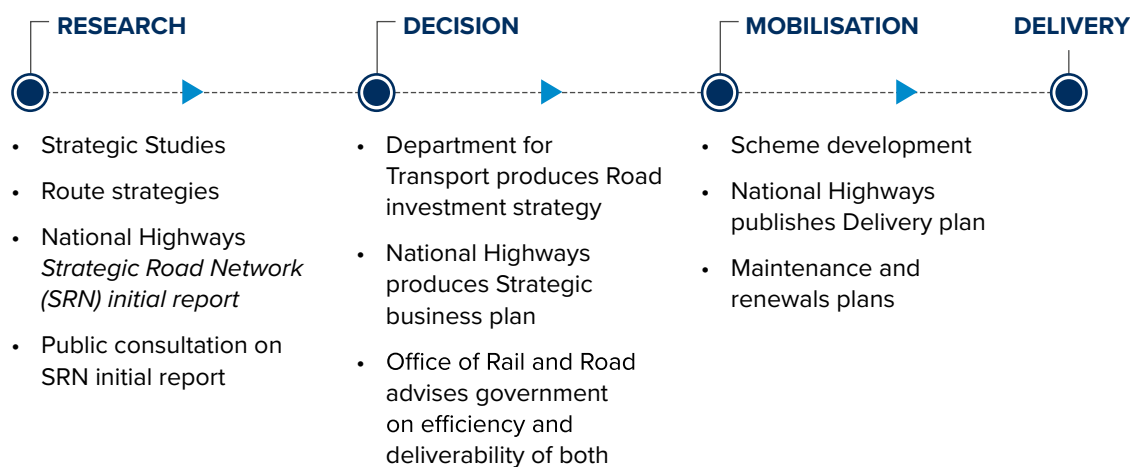 RESEARCH
DECISION
MOBILISATION
DELIVERY
• Strategic Studies
• Route strategies
• National Highways
Strategic Road Network
(SRN) initial report
• Public consultation on
SRN initial report
• Department for
Transport produces Road
investment strategy
• National Highways
produces Strategic
business plan
• Office of Rail and Road
advises government
on efficiency and
deliverability of both
• Scheme development
• National Highways
publishes Delivery plan
• Maintenance and
renewals plans